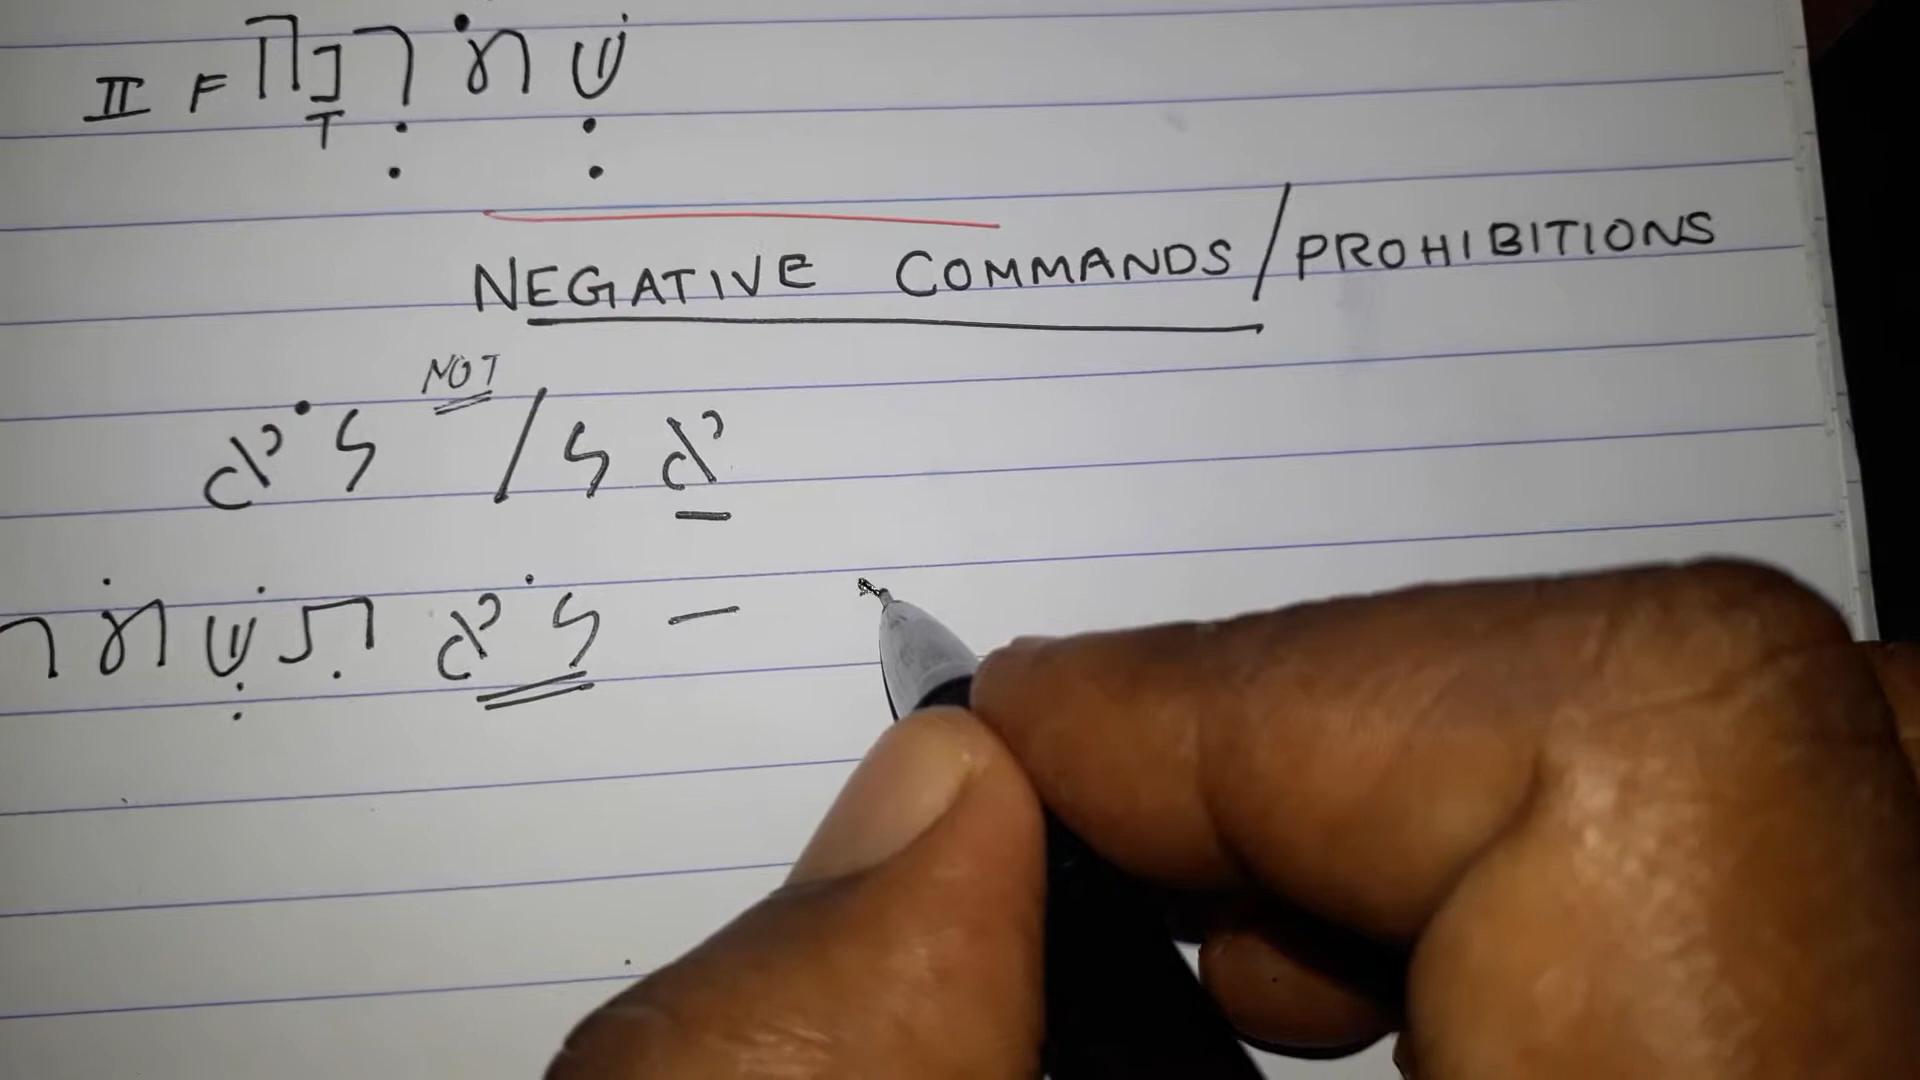 II F שְׁמֹרְנָה
NEGATIVE COMMANDS/PROHIBITIONS
NOT
אַל / לֹא
- לֹא תִשְׁמֹר